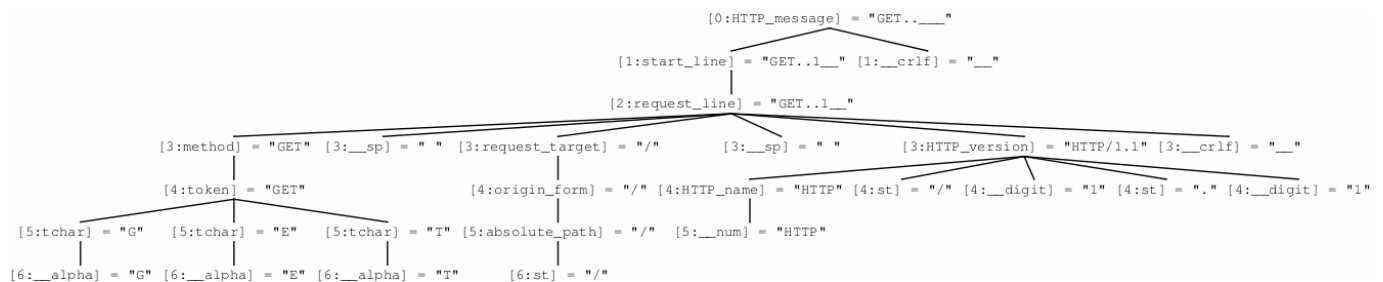 [0:HTTP_message] = "GET..___"
[1:start_line] = "GET..1__" [1:__crlf] = "__"
[2:request_line] = "GET..1__"
[3:method] = "GET" [3:__sp] = " " [3:request_target] = "/" [3:__sp] = " " [3:HTTP_version] = "HTTP/1.1" [3:__crlf] = "__"
[4:token] = "GET" [4:origin_form] = "/" [4:HTTP_name] = "HTTP" [4:st] = "/" [4:__digit] = "1" [4:st] = "." [4:__digit] = "1"
[5:tchar] = "G" [5:tchar] = "E" [5:tchar] = "T" [5:absolute_path] = "/" [5:__num] = "HTTP"
[6:__alpha] = "G" [6:__alpha] = "E" [6:__alpha] = "T" [6:st] = "/"